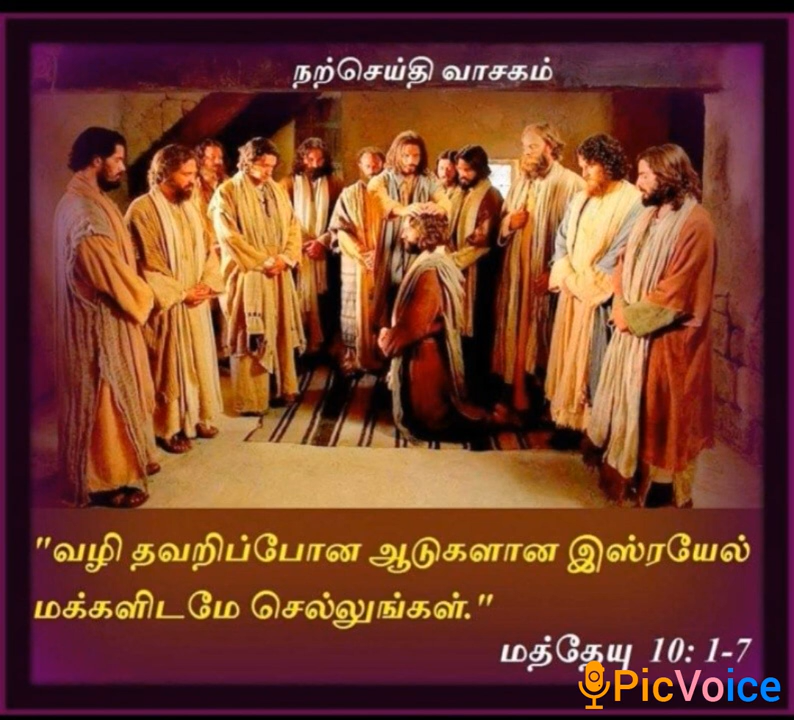 நற்செய்தி வாசகம்
"வழி தவறிப்போன ஆடுகளான இஸ்ரயேல்
மக்களிடமே செல்லுங்கள்."
மத்தேயு 10: 1-7
PicVoice